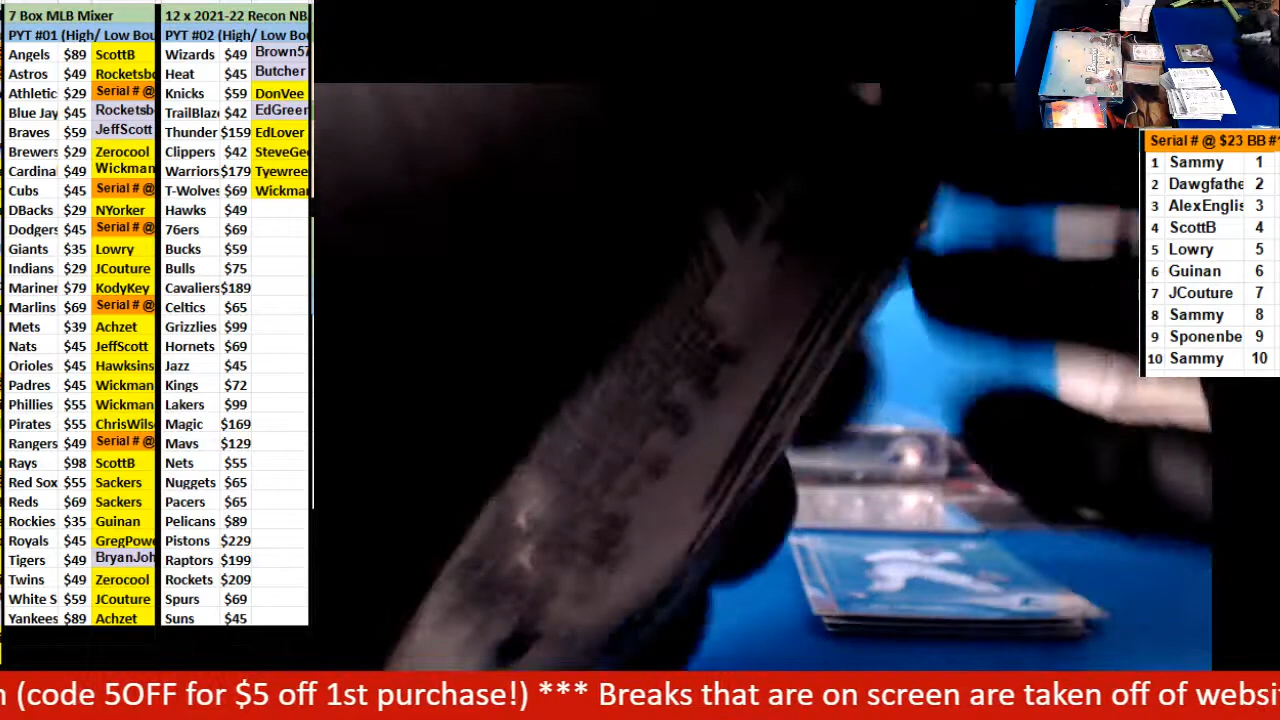 7 Box MLB Mixer
PYT #01 (High/ Low Bou
Angels $89 ScottB
Astros $49 Rocketsbo
Athletic $29 Serial # @
Blue Jay $45 Rocketsb
Braves $59 JeffScott
Brewers $29 Zerocool
Cardina $49 Wickman
Cubs $45 Serial # @
DBacks $29 NYorker
Dodgers $45 Serial # @
Giants $35 Lowry
Indians $29 JCouture
Mariner $79 KodyKey
Marlins $69 Serial # @
Mets $39 Achzet
Nats $45 JeffScott
Orioles $45 Hawksins
Padres $45 Wickman
Phillies $55 Wickman
Pirates $55 ChrisWils
Rangers $49 Serial # @
Rays $98 ScottB
Red Sox $55 Sackers
Reds $69 Sackers
Rockies $35 Guinan
Royals $45 GregPow
Tigers $49 BryanJoh
Twins $49 Zerocool
White S $59 JCouture
Yankees $89 Achzet
12 x 2021-22 Recon NB
PYT #02 (High/ Low Bou
Wizards $49 Brown57
Heat $45 Butcher
Knicks $59 DonVee
TrailBlaze $42 EdGreen
Thunder $159 EdLover
Clippers $42 SteveGe
Warriors $179 Tyewree
T-Wolves $69 Wickma
Hawks $49
76ers $69
Bucks $59
Bulls $75
Cavaliers $189
Celtics $65
Grizzlies $99
Hornets $69
Jazz $45
Kings $72
Lakers $99
Magic $169
Mavs $129
Nets $55
Nuggets $65
Pacers $65
Pelicans $89
Pistons $229
Raptors $199
Rockets $209
Spurs $69
Suns $45
Serial # @ $23 BB #
1 Sammy 1
2 Dawgfathe 2
3 AlexEnglis 3
4 ScottB 4
5 Lowry 5
6 Guinan 6
7 JCouture 7
8 Sammy 8
9 Sponenbe 9
10 Sammy 10
n (code 5OFF for $5 off 1st purchase!) *** Breaks that are on screen are taken off of websi